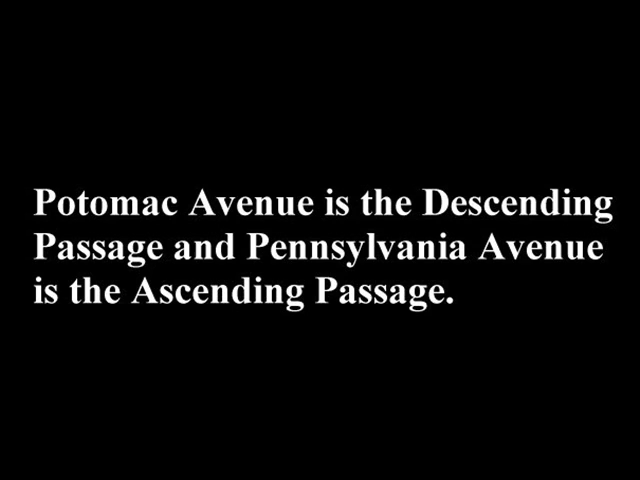 Potomac Avenue is the Descending
Passage and Pennsylvania Avenue
is the Ascending Passage.